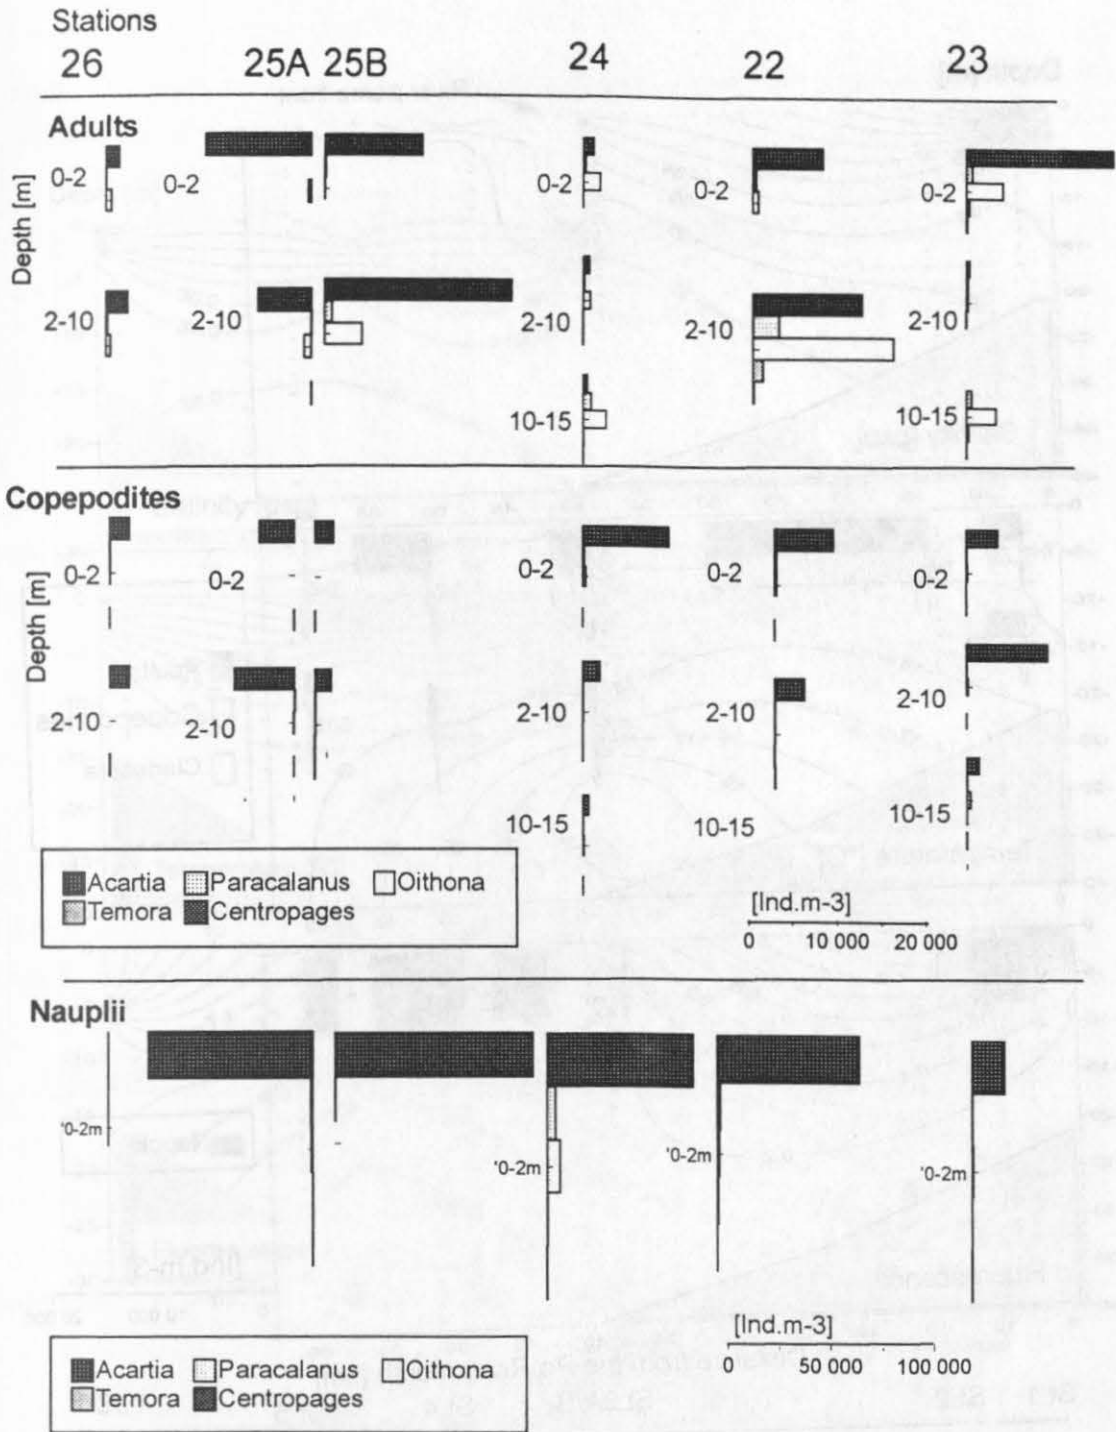 Stations
26 25A 25B 24 22 23
Adults
Depth [m]
0-2 0-2 0-2 0-2 0-2
2-10 2-10 2-10 2-10 2-10
10-15 10-15
Copepodites
Depth [m]
0-2 0-2 0-2 0-2 0-2
2-10 2-10 2-10 2-10 2-10
10-15 10-15 10-15
Acartia Paracalanus Oithona
Temora Centropages
[Ind.m-3]
0 10 000 20 000
Nauplii
'0-2m '0-2m '0-2m '0-2m
[Ind.m-3]
0 50 000 100 000
Acartia Paracalanus Oithona
Temora Centropages